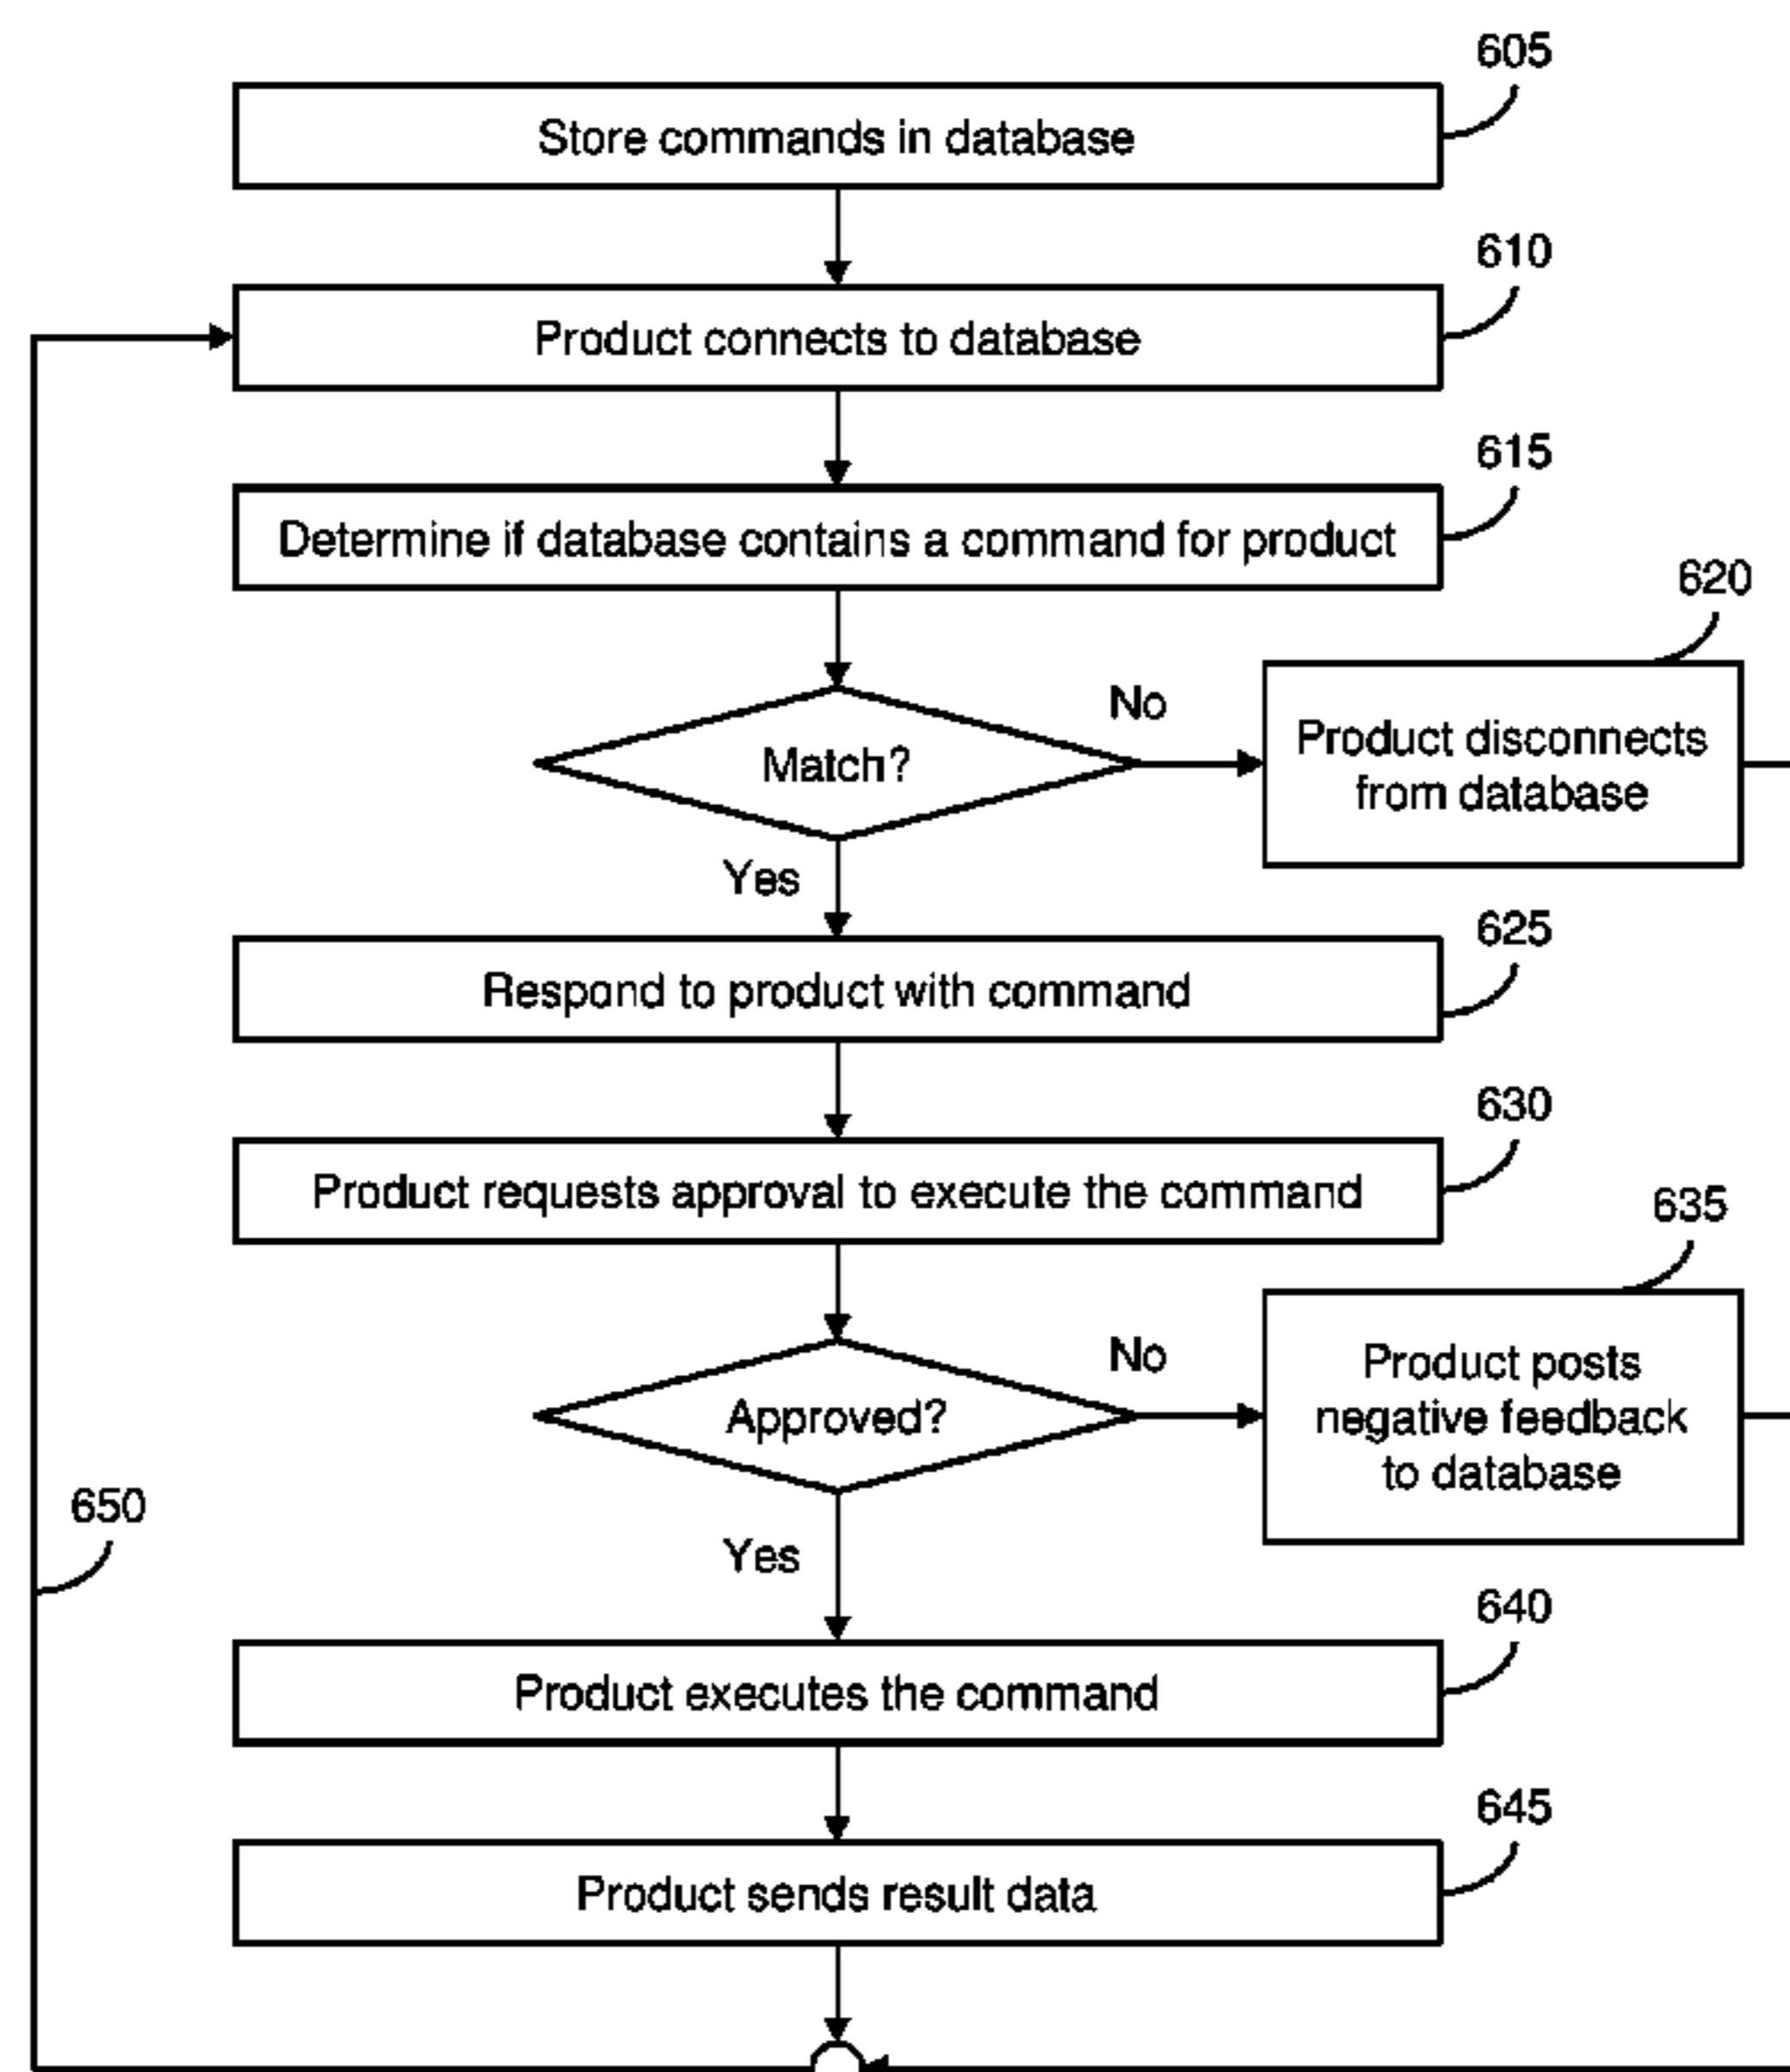 605
Store commands in database
610
Product connects to database
615
Determine if database contains a command for product
620
Match?
No
Product disconnects
from database
Yes
625
Respond to product with command
630
Product requests approval to execute the command
635
Approved?
No
Product posts
negative feedback
to database
650
Yes
640
Product executes the command
645
Product sends result data